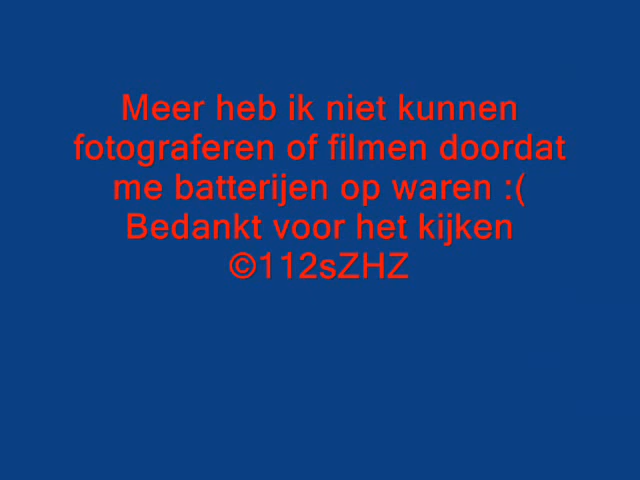 Meer heb ik niet kunnen
fotograferen of filmen doordat
me batterijen op waren :(
Bedankt voor het kijken
©112sZHZ